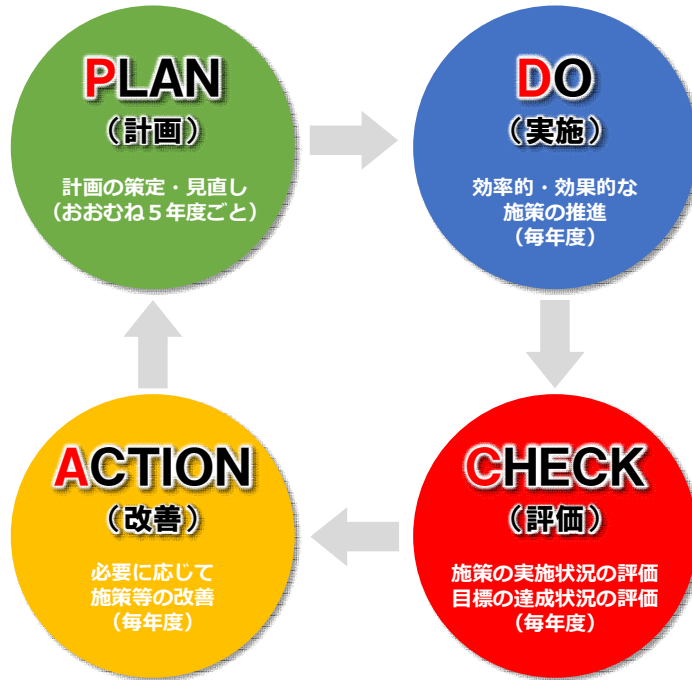 PLAN
（計画）
計画の策定・見直し
（おおむね５年度ごと）
DO
（実施）
効率的・効果的な
施策の推進
（毎年度）
CHECK
（評価）
施策の実施状況の評価
目標の達成状況の評価
（毎年度）
ACTION
（改善）
必要に応じて
施策等の改善
（毎年度）